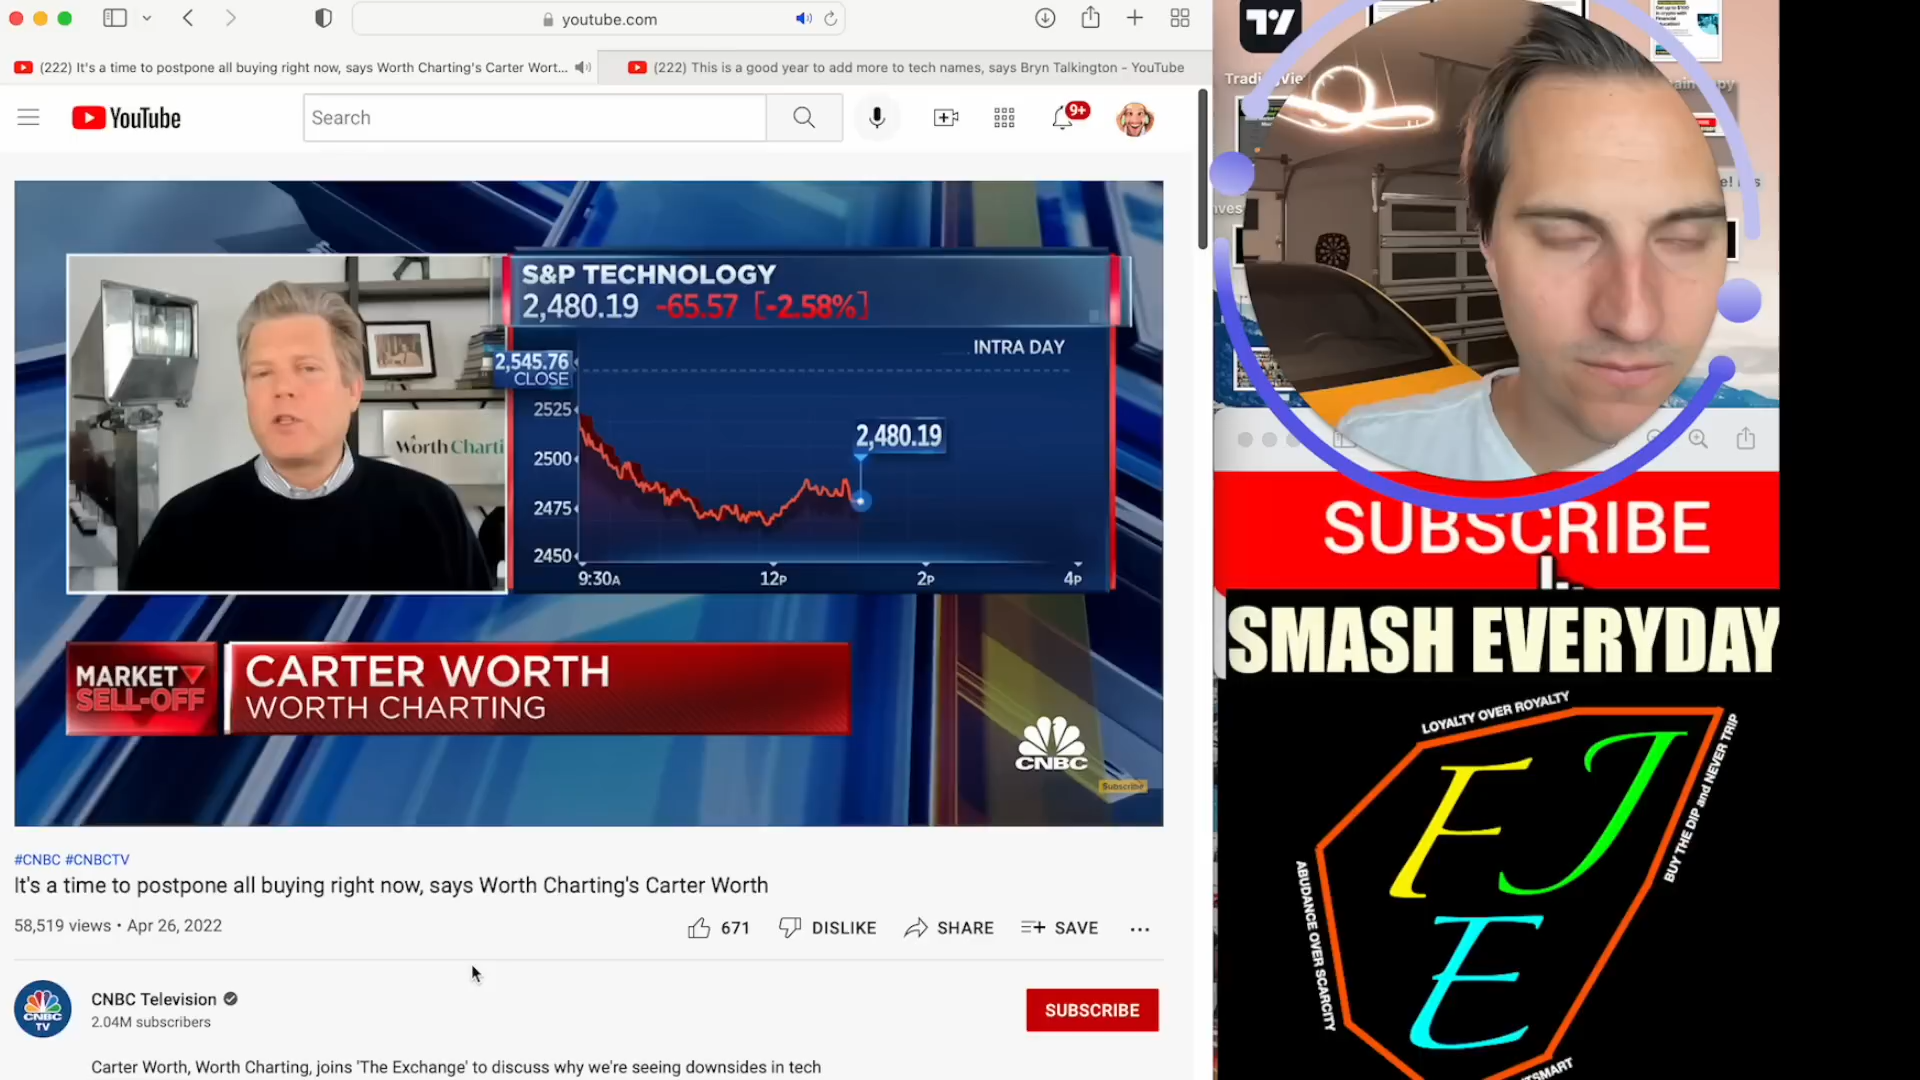 youtube.com
(222) It's a time to postpone all buying right now, says Worth Charting's Carter Wort...
(222) This is a good year to add more to tech names, says Bryn Talkington - YouTube
YouTube
Search
9+
S&P TECHNOLOGY
2,480.19 -65.57 [-2.58%]
INTRA DAY
2,545.76
CLOSE
2525
2500
2475
2450
2,480.19
9:30A 12P 2P 4P
Worth Charti
MARKET
SELL-OFF
CARTER WORTH
WORTH CHARTING
CNBC
Subscribe
#CNBC #CNBCTV
It's a time to postpone all buying right now, says Worth Charting's Carter Worth
58,519 views • Apr 26, 2022
671 DISLIKE SHARE SAVE
CNBC
TV
CNBC Television
2.04M subscribers
SUBSCRIBE
Carter Worth, Worth Charting, joins 'The Exchange' to discuss why we're seeing downsides in tech
SUBSCRIBE
SMASH EVERYDAY
LOYALTY OVER ROYALTY
BUY THE DIP and NEVER TRIP
ABUDANCE OVER SCARCITY
F J
E